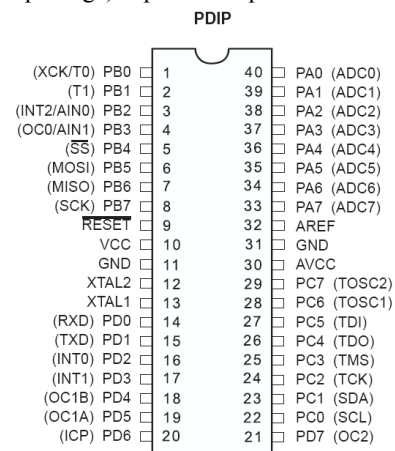 PDIP
(XCK/T0) PB0 1 40 PA0 (ADC0)
(T1) PB1 2 39 PA1 (ADC1)
(INT2/AIN0) PB2 3 38 PA2 (ADC2)
(OC0/AIN1) PB3 4 37 PA3 (ADC3)
(SS) PB4 5 36 PA4 (ADC4)
(MOSI) PB5 6 35 PA5 (ADC5)
(MISO) PB6 7 34 PA6 (ADC6)
(SCK) PB7 8 33 PA7 (ADC7)
RESET 9 32 AREF
VCC 10 31 GND
GND 11 30 AVCC
XTAL2 12 29 PC7 (TOSC2)
XTAL1 13 28 PC6 (TOSC1)
(RXD) PD0 14 27 PC5 (TDI)
(TXD) PD1 15 26 PC4 (TDO)
(INT0) PD2 16 25 PC3 (TMS)
(INT1) PD3 17 24 PC2 (TCK)
(OC1B) PD4 18 23 PC1 (SDA)
(OC1A) PD5 19 22 PC0 (SCL)
(ICP) PD6 20 21 PD7 (OC2)